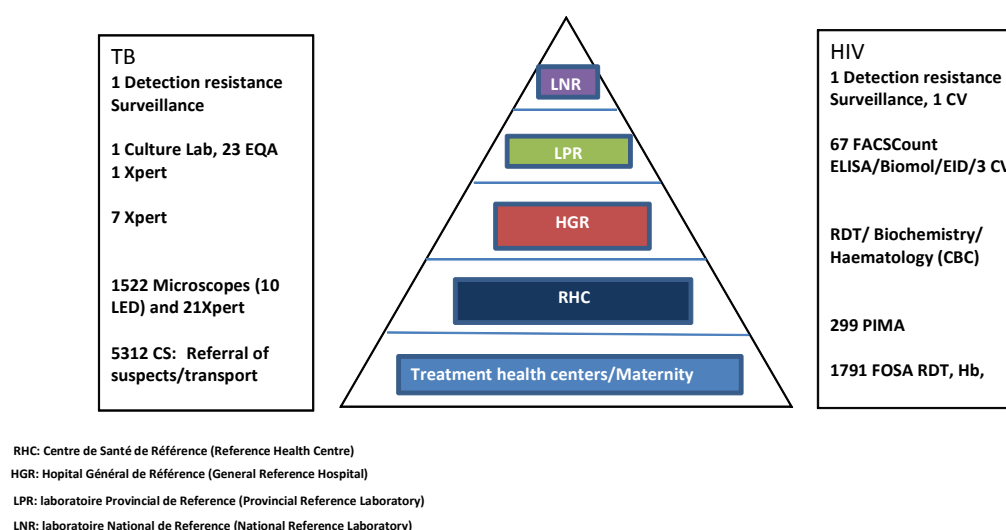 TB
1 Detection resistance
Surveillance
1 Culture Lab, 23 EQA
1 Xpert
7 Xpert
1522 Microscopes (10
LED) and 21Xpert
5312 CS: Referral of
suspects/transport
LNR
LPR
HGR
RHC
Treatment health centers/Maternity
HIV
1 Detection resistance
Surveillance, 1 CV
67 FACSCount
ELISA/Biomol/EID/3 CV
RDT/ Biochemistry/
Haematology (CBC)
299 PIMA
1791 FOSA RDT, Hb,
RHC: Centre de Santé de Référence (Reference Health Centre)
HGR: Hopital Général de Référence (General Reference Hospital)
LPR: laboratoire Provincial de Reference (Provincial Reference Laboratory)
LNR: laboratoire National de Reference (National Reference Laboratory)